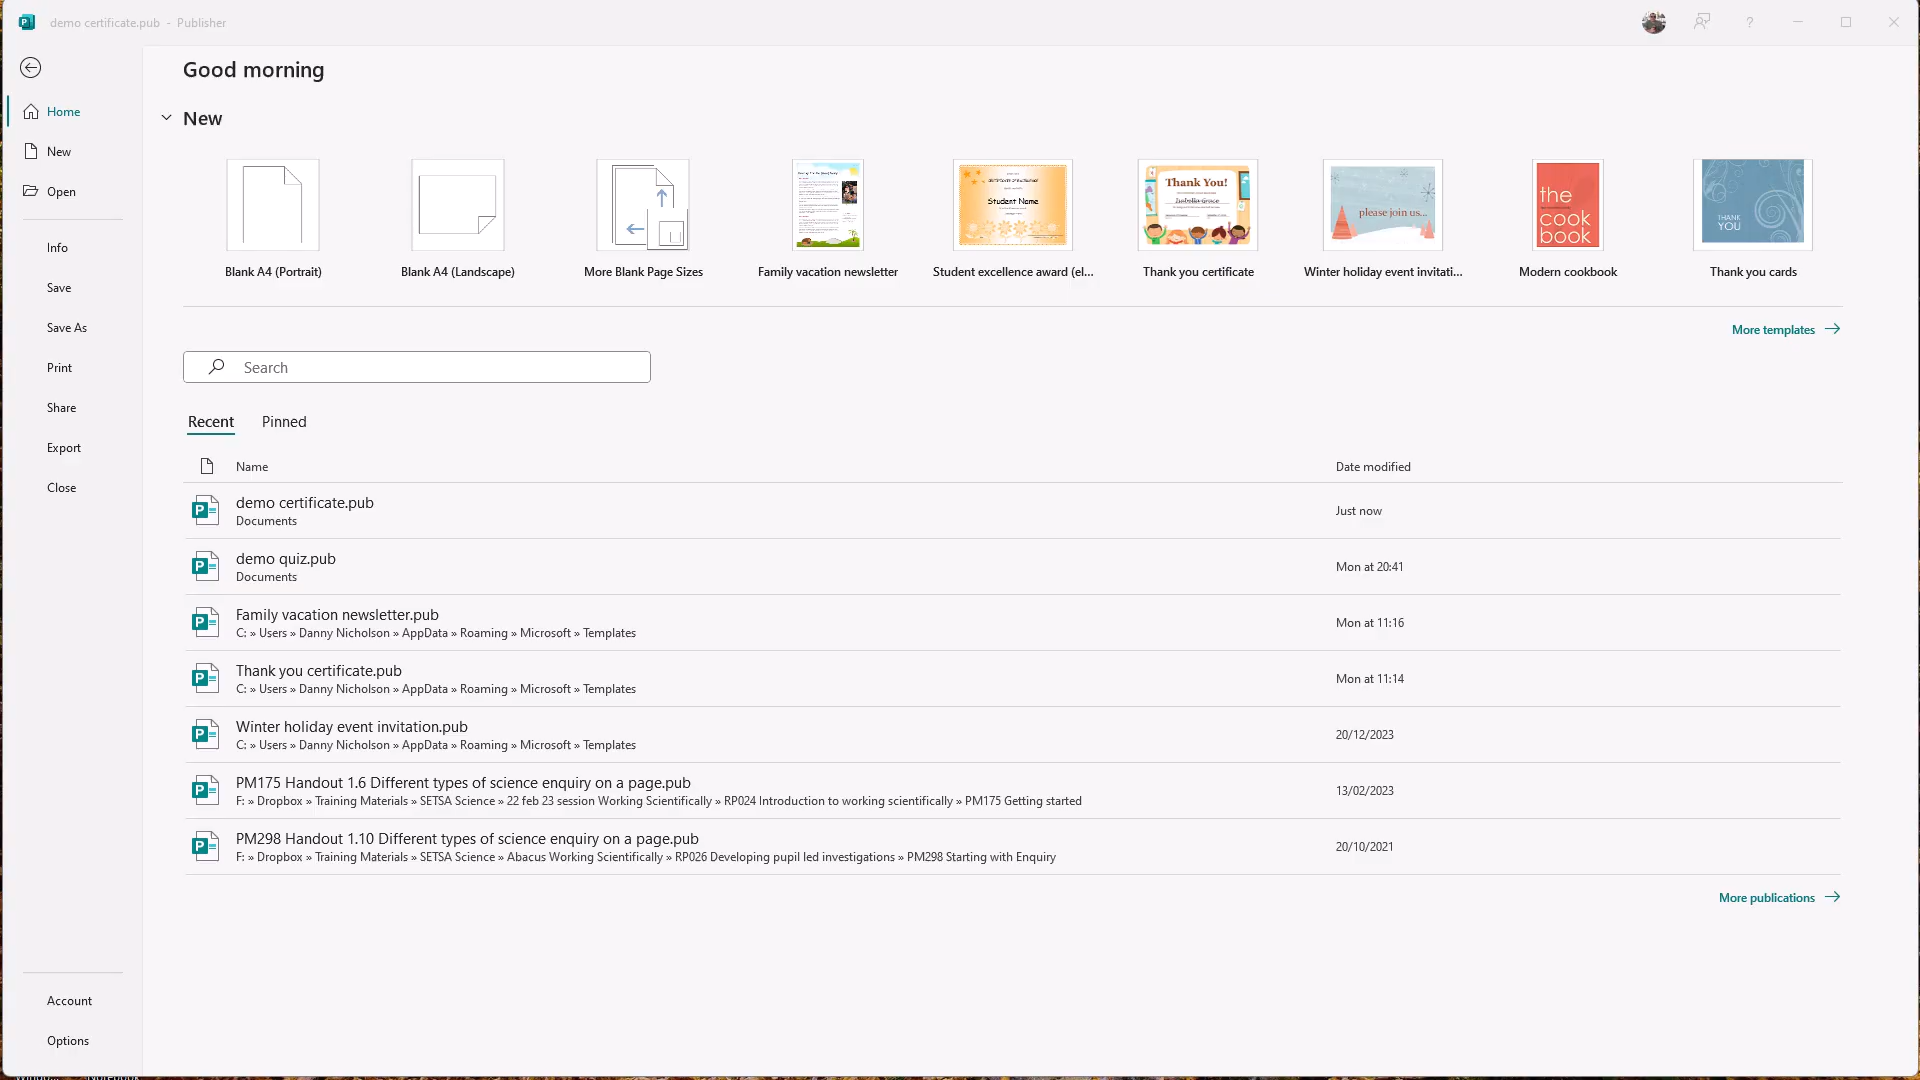 demo certificate.pub - Publisher
?
Good morning
Home
New
New
Open
Thank You!
Isabella Grace
Student Name
please join us...
the
cook
book
THANK
YOU
Blank A4 (Portrait)
Blank A4 (Landscape)
More Blank Page Sizes
Family vacation newsletter
Student excellence award (el...
Thank you certificate
Winter holiday event invitati...
Modern cookbook
Thank you cards
Info
Save
Save As
Print
Share
Export
Close
More templates
Search
Recent Pinned
Name Date modified
demo certificate.pub
Documents
Just now
demo quiz.pub
Documents
Mon at 20:41
Family vacation newsletter.pub
C: » Users » Danny Nicholson » AppData » Roaming » Microsoft » Templates
Mon at 11:16
Thank you certificate.pub
C: » Users » Danny Nicholson » AppData » Roaming » Microsoft » Templates
Mon at 11:14
Winter holiday event invitation.pub
C: » Users » Danny Nicholson » AppData » Roaming » Microsoft » Templates
20/12/2023
PM175 Handout 1.6 Different types of science enquiry on a page.pub
F: » Dropbox » Training Materials » SETSA Science » 22 feb 23 session Working Scientifically » RP024 Introduction to working scientifically » PM175 Getting started
13/02/2023
PM298 Handout 1.10 Different types of science enquiry on a page.pub
F: » Dropbox » Training Materials » SETSA Science » Abacus Working Scientifically » RP026 Developing pupil led investigations » PM298 Starting with Enquiry
20/10/2021
More publications
Account
Options